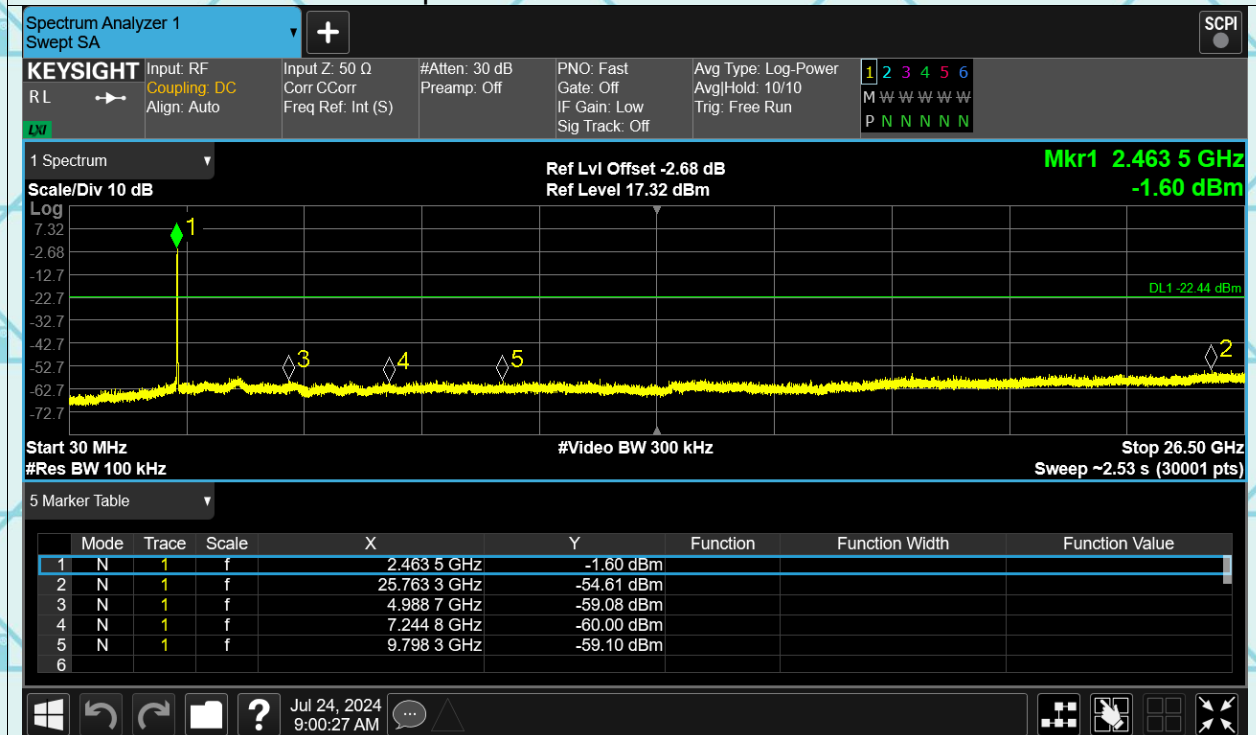 Spectrum Analyzer 1
Swept SA
+
SCPI
KEYSIGHT
RL
LXI
Input: RF
Coupling: DC
Align: Auto
Input Z: 50 Ω
Corr CCorr
Freq Ref: Int (S)
#Atten: 30 dB
Preamp: Off
PNO: Fast
Gate: Off
IF Gain: Low
Sig Track: Off
Avg Type: Log-Power
Avg|Hold: 10/10
Trig: Free Run
1 2 3 4 5 6
M W W W W W
P N N N N N
1 Spectrum
Scale/Div 10 dB
Ref Lvl Offset -2.68 dB
Ref Level 17.32 dBm
Mkr1 2.463 5 GHz
-1.60 dBm
Log
7.32
-2.68
-12.7
-22.7
-32.7
-42.7
-52.7
-62.7
-72.7
1
DL1 -22.44 dBm
3
4
5
2
Start 30 MHz
#Res BW 100 kHz
#Video BW 300 kHz
Stop 26.50 GHz
Sweep ~2.53 s (30001 pts)
5 Marker Table
Mode Trace Scale X Y Function Function Width Function Value
1 N 1 f 2.463 5 GHz -1.60 dBm
2 N 1 f 25.763 3 GHz -54.61 dBm
3 N 1 f 4.988 7 GHz -59.08 dBm
4 N 1 f 7.244 8 GHz -60.00 dBm
5 N 1 f 9.798 3 GHz -59.10 dBm
6
?
Jul 24, 2024
9:00:27 AM